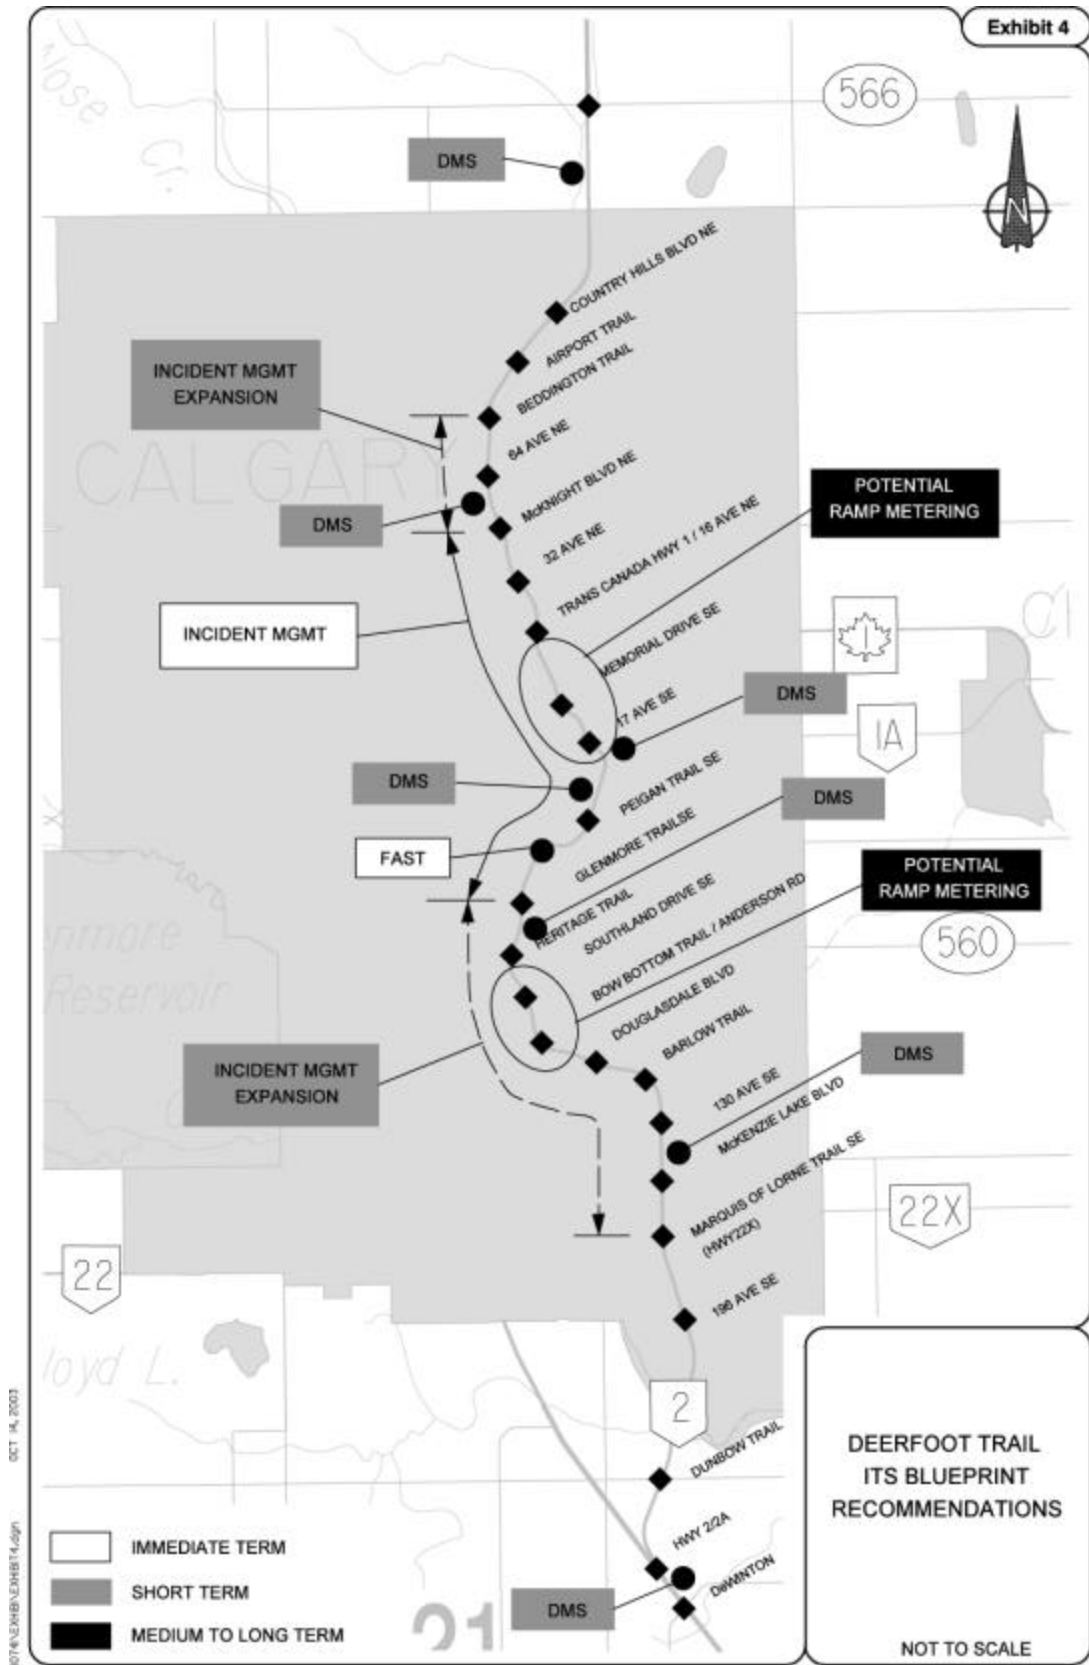 Exhibit 4
Nose
Cr.
566
DMS
N
COUNTRY HILLS BLVD NE
AIRPORT TRAIL
BEDDINGTON TRAIL
INCIDENT MGMT
EXPANSION
CALGARY
64 AVE NE
McKNIGHT BLVD NE
DMS
32 AVE NE
TRANS CANADA HWY 1 / 16 AVE NE
POTENTIAL
RAMP METERING
INCIDENT MGMT
MEMORIAL DRIVE SE
1
17 AVE SE
DMS
1A
DMS
PEIGAN TRAIL SE
DMS
FAST
GLENMORE TRAILSE
POTENTIAL
RAMP METERING
HERITAGE TRAIL
SOUTHLAND DRIVE SE
BOW BOTTOM TRAIL / ANDERSON RD
560
enmore
Reservoir
DOUGLASDALE BLVD
BARLOW TRAIL
DMS
INCIDENT MGMT
EXPANSION
130 AVE SE
McKENZIE LAKE BLVD
MARQUIS OF LORNE TRAIL SE
(HWY22X)
22X
22
196 AVE SE
loyd L.
2
DUNBOW TRAIL
DEERFOOT TRAIL
ITS BLUEPRINT
RECOMMENDATIONS
HWY 2/2A
DeWINTON
DMS
21
IMMEDIATE TERM
SHORT TERM
MEDIUM TO LONG TERM
NOT TO SCALE
OCT 14, 2003